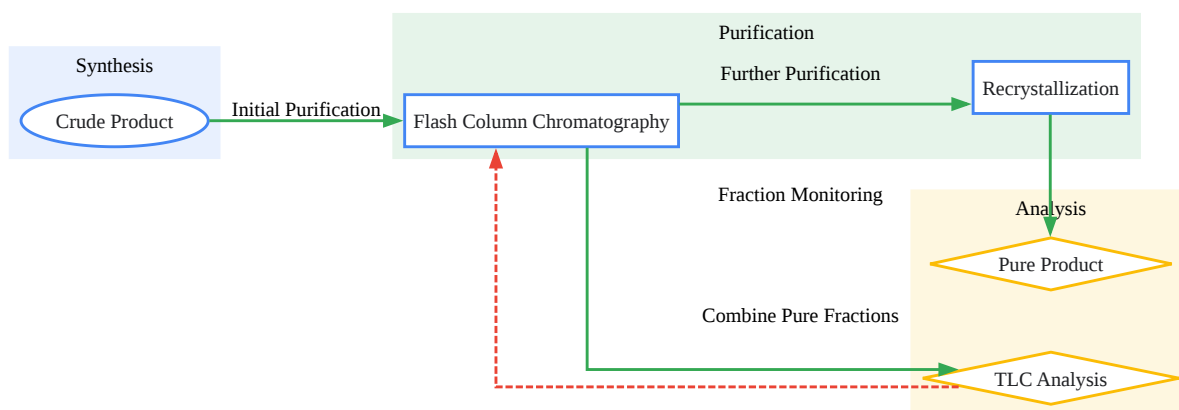 Purification
Synthesis
Further Purification
Recrystallization
Initial Purification
Crude Product
Flash Column Chromatography
Fraction Monitoring
Analysis
Pure Product
Combine Pure Fractions
TLC Analysis